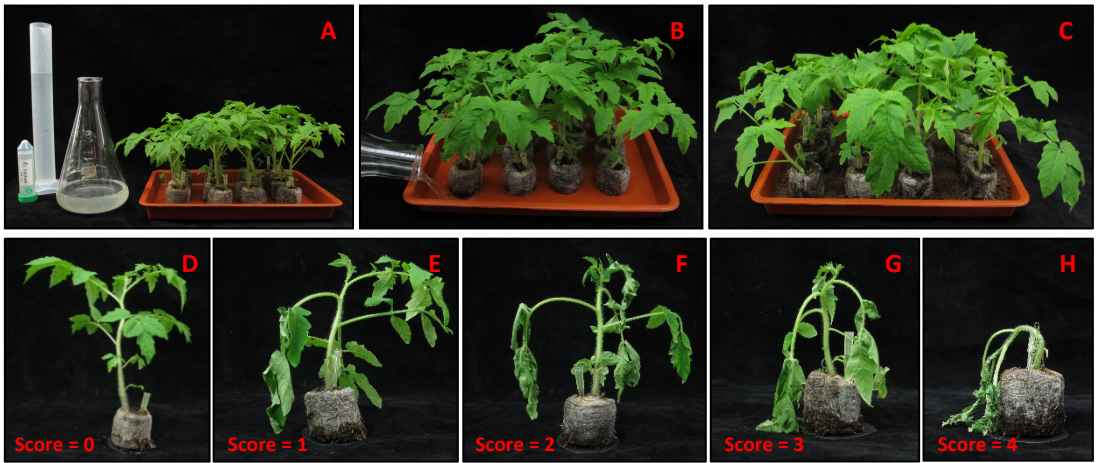 A
B
C
D
Score = 0
E
Score = 1
F
Score = 2
G
Score = 3
H
Score = 4